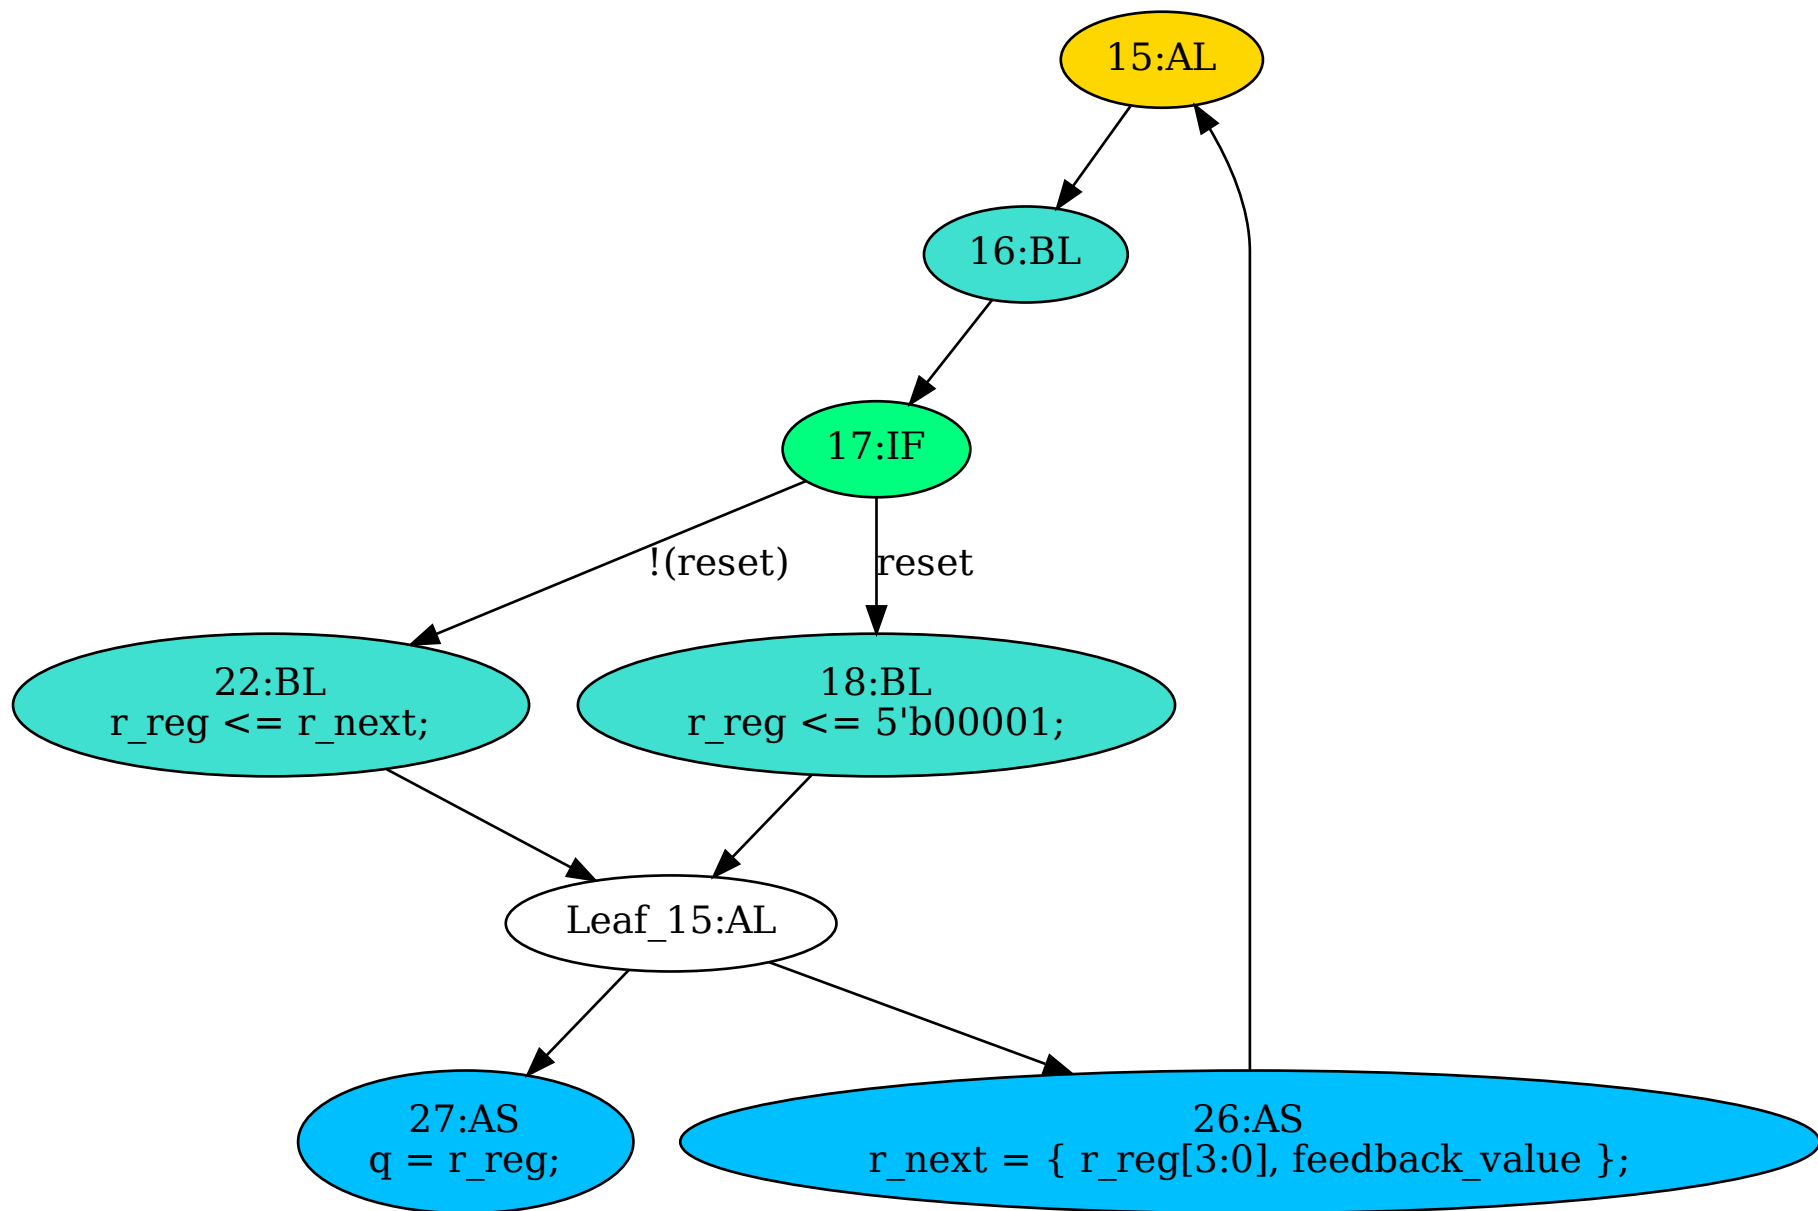 15:AL
16:BL
17:IF
!(reset)
reset
22:BL
r_reg <= r_next;
18:BL
r_reg <= 5'b00001;
Leaf_15:AL
27:AS
q = r_reg;
26:AS
r_next = { r_reg[3:0], feedback_value };